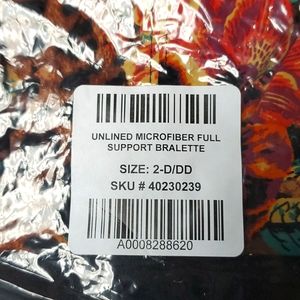 UNLINED MICROFIBER FULL
SUPPORT BRALETTE
SIZE: 2-D/DD
SKU # 40230239
A0008288620